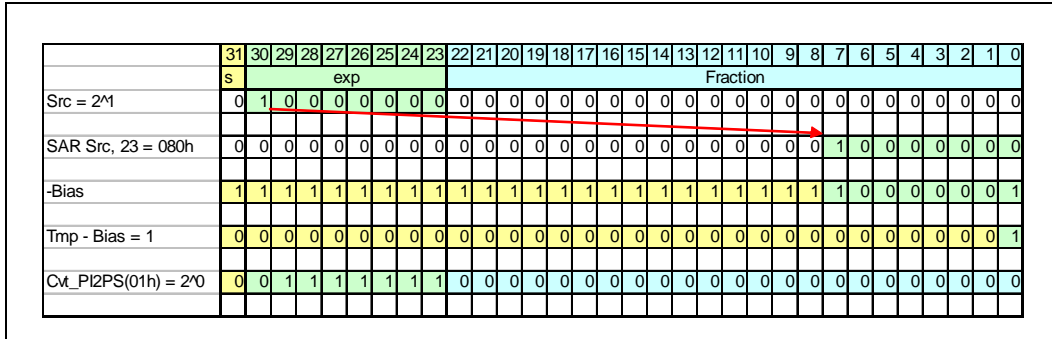 31 30 29 28 27 26 25 24 23 22 21 20 19 18 17 16 15 14 13 12 11 10 9 8 7 6 5 4 3 2 1 0
s exp Fraction
Src = 2^1 0 1 0 0 0 0 0 0 0 0 0 0 0 0 0 0 0 0 0 0 0 0 0 0 0 0 0 0 0 0 0 0
SAR Src, 23 = 080h 0 0 0 0 0 0 0 0 0 0 0 0 0 0 0 0 0 0 0 0 0 0 0 0 1 0 0 0 0 0 0 0
-Bias 1 1 1 1 1 1 1 1 1 1 1 1 1 1 1 1 1 1 1 1 1 1 1 1 1 0 0 0 0 0 0 1
Tmp - Bias = 1 0 0 0 0 0 0 0 0 0 0 0 0 0 0 0 0 0 0 0 0 0 0 0 0 0 0 0 0 0 0 0 1
Cvt_PI2PS(01h) = 2^0 0 0 1 1 1 1 1 1 1 0 0 0 0 0 0 0 0 0 0 0 0 0 0 0 0 0 0 0 0 0 0 0